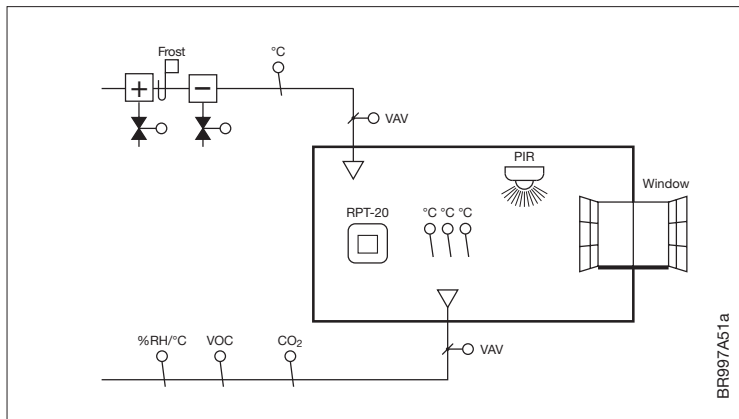 Frost
°C
+
−
VAV
PIR
Window
RPT-20
°C °C °C
%RH/°C
VOC
CO₂
VAV
BR997A51a